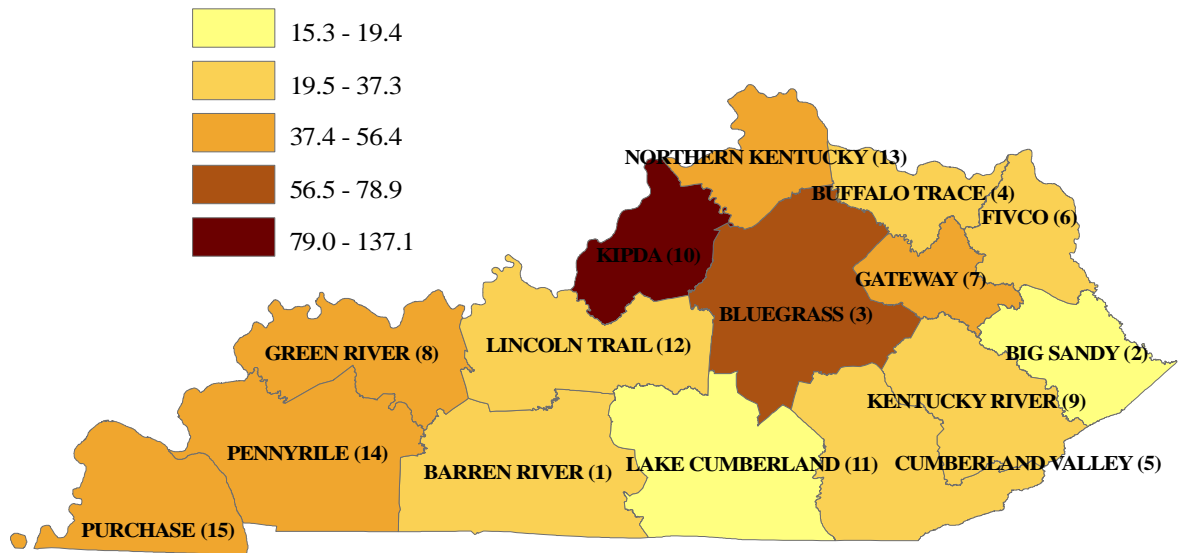 15.3 - 19.4
19.5 - 37.3
37.4 - 56.4
56.5 - 78.9
79.0 - 137.1
NORTHERN KENTUCKY (13)
BUFFALO TRACE (4)
FIVCO (6)
KIPDA (10)
GATEWAY (7)
BLUEGRASS (3)
LINCOLN TRAIL (12)
GREEN RIVER (8)
BIG SANDY (2)
KENTUCKY RIVER (9)
PENNYRILE (14)
BARREN RIVER (1)
LAKE CUMBERLAND (11)
CUMBERLAND VALLEY (5)
PURCHASE (15)